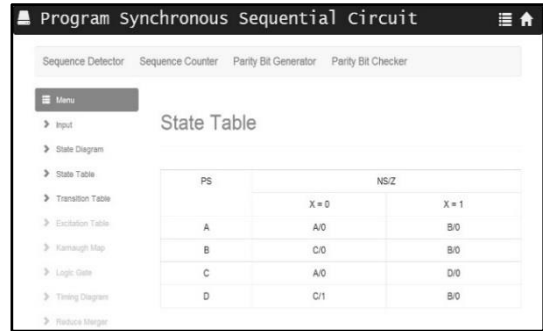 Program Synchronous Sequential Circuit
Sequence Detector Sequence Counter Parity Bit Generator Parity Bit Checker
Menu
Input
State Diagram
State Table
Transition Table
Excitation Table
Karnaugh Map
Logic Gate
Timing Diagram
Reduce Merger
State Table
PS NS/Z
X = 0 X = 1
A A/0 B/0
B C/0 B/0
C A/0 D/0
D C/1 B/0